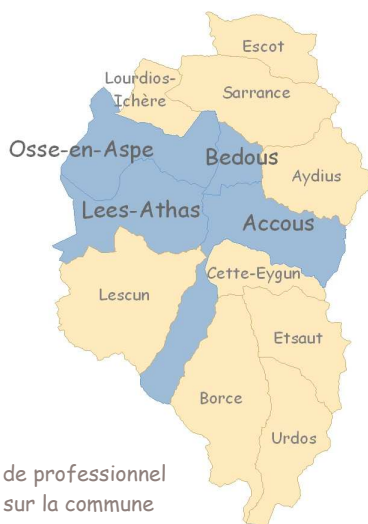 Escot
Lourdios-
Ichère
Sarrance
Osse-en-Aspe
Bedous
Aydius
Lees-Athas
Accous
Cette-Eygun
Lescun
Etsaut
Borce
Urdos
de professionnel
sur la commune